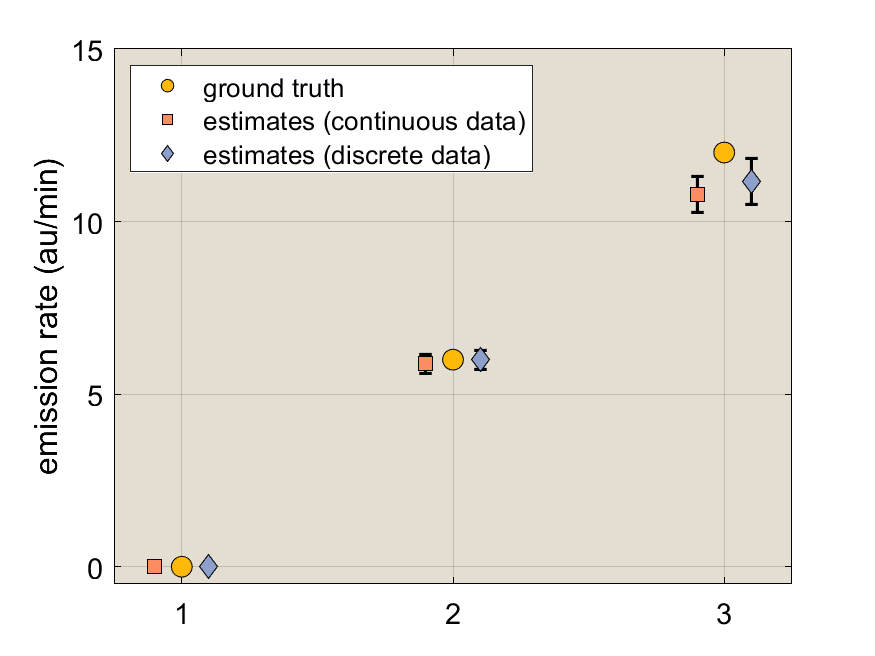 15
ground truth
estimates (continuous data)
estimates (discrete data)
10
5
0
emission rate (au/min)
1 2 3